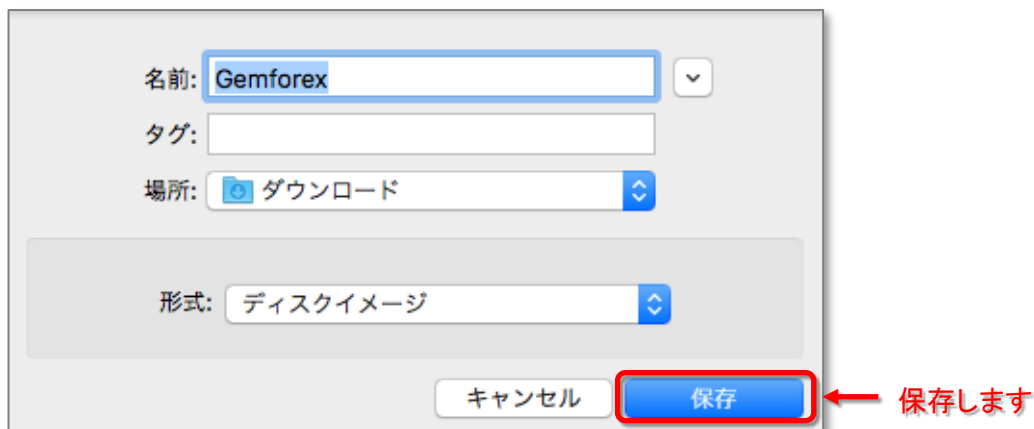 名前: Gemforex
タグ:
場所: ダウンロード
形式: ディスクイメージ
キャンセル 保存 保存します